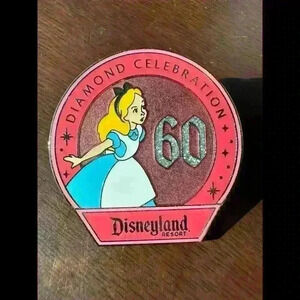 DIAMOND CELEBRATION
60
Disneyland
RESORT